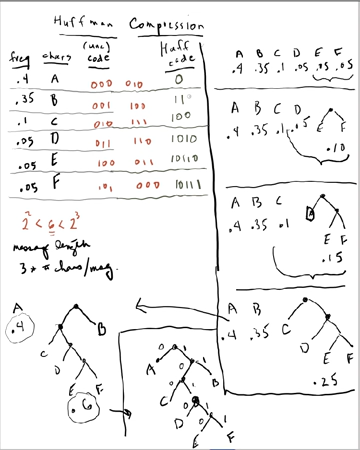 Huffman Compression
freq chars (unc) code Huff code
.4 A 000 010 0
.35 B 001 100 11
.1 C 010 111 100
.05 D 011 110 1010
.05 E 100 011 10110
.05 F 101 000 10111
2² < 6 < 2³
message length
3 * # chars/msg.
A
.4
B
C
D
E F
.6
A B C D E F
.4 .35 .1 .05 .05 .05
A B C D
.4 .35 .1 .05
E F
.10
A B C
.4 .35 .1
D
E F
.15
A B
.4 .35
C
D
E F
.25
0 1
A 0 1
B
C 0 1
D 0 1
E F